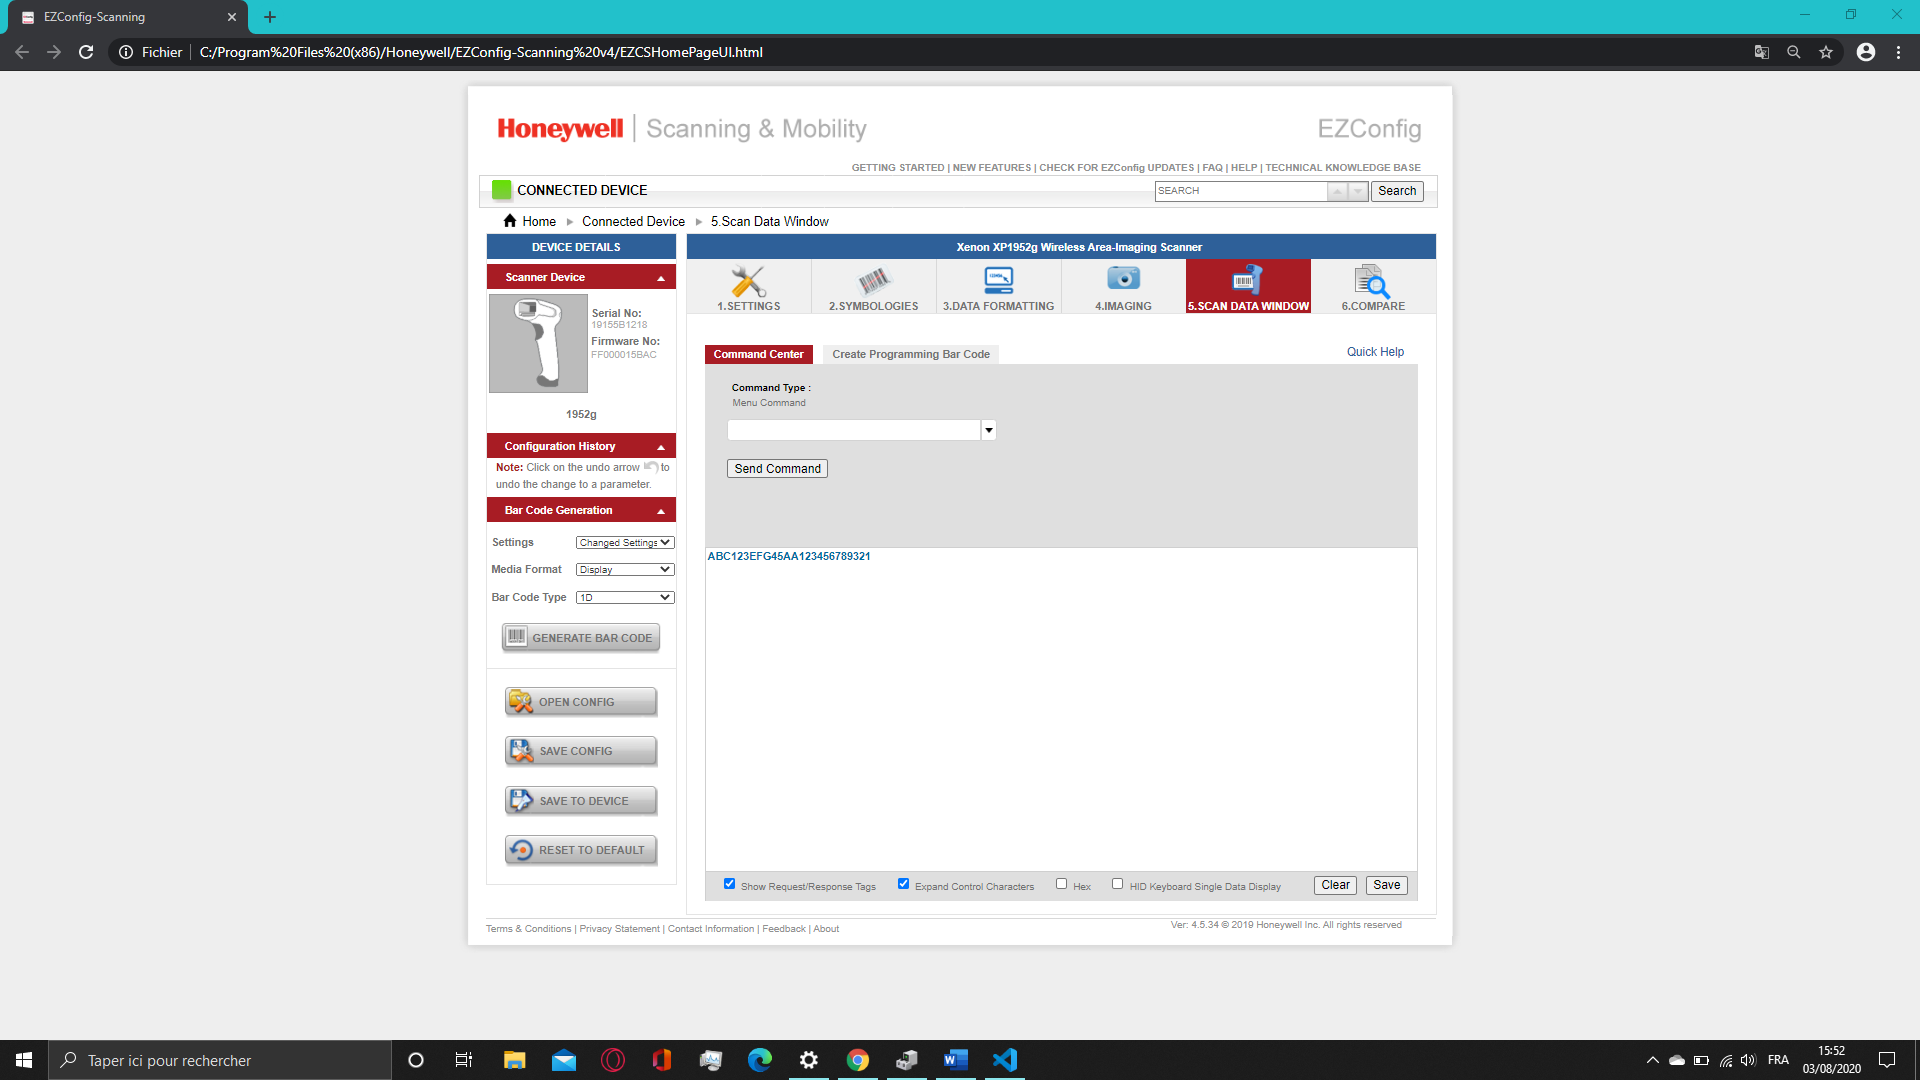 EZConfig-Scanning
Fichier
C:/Program%20Files%20(x86)/Honeywell/EZConfig-Scanning%20v4/EZCSHomePageUI.html
Honeywell | Scanning & Mobility
EZConfig
GETTING STARTED | NEW FEATURES | CHECK FOR EZConfig UPDATES | FAQ | HELP | TECHNICAL KNOWLEDGE BASE
CONNECTED DEVICE
SEARCH
Search
Home
Connected Device
5.Scan Data Window
DEVICE DETAILS
Xenon XP1952g Wireless Area-Imaging Scanner
Scanner Device
Serial No:
19155B1218
Firmware No:
FF000015BAC
1952g
1.SETTINGS
2.SYMBOLOGIES
3.DATA FORMATTING
4.IMAGING
5.SCAN DATA WINDOW
6.COMPARE
Command Center
Create Programming Bar Code
Quick Help
Command Type :
Menu Command
Send Command
Configuration History
Note: Click on the undo arrow to
undo the change to a parameter.
Bar Code Generation
Settings
Changed Settings
Media Format
Display
Bar Code Type
1D
GENERATE BAR CODE
OPEN CONFIG
SAVE CONFIG
SAVE TO DEVICE
RESET TO DEFAULT
ABC123EFG45AA123456789321
Show Request/Response Tags
Expand Control Characters
Hex
HID Keyboard Single Data Display
Clear
Save
Terms & Conditions | Privacy Statement | Contact Information | Feedback | About
Ver: 4.5.34 © 2019 Honeywell Inc. All rights reserved
Taper ici pour rechercher
FRA
15:52
03/08/2020